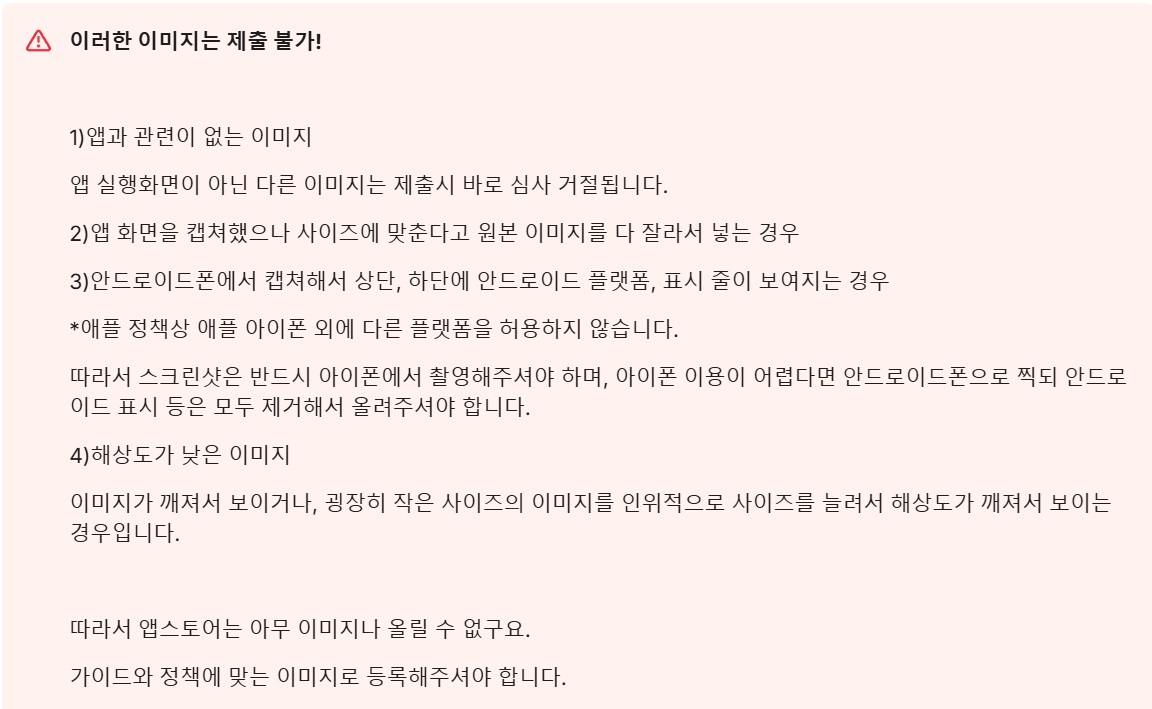 이러한 이미지는 제출 불가!
1)앱과 관련이 없는 이미지
앱 실행화면이 아닌 다른 이미지는 제출시 바로 심사 거절됩니다.
2)앱 화면을 캡쳐했으나 사이즈에 맞춘다고 원본 이미지를 다 잘라서 넣는 경우
3)안드로이드폰에서 캡쳐해서 상단, 하단에 안드로이드 플랫폼, 표시 줄이 보여지는 경우
*애플 정책상 애플 아이폰 외에 다른 플랫폼을 허용하지 않습니다.
따라서 스크린샷은 반드시 아이폰에서 촬영해주셔야 하며, 아이폰 이용이 어렵다면 안드로이드폰으로 찍되 안드로
이드 표시 등은 모두 제거해서 올려주셔야 합니다.
4)해상도가 낮은 이미지
이미지가 깨져서 보이거나, 굉장히 작은 사이즈의 이미지를 인위적으로 사이즈를 늘려서 해상도가 깨져서 보이는
경우입니다.
따라서 앱스토어는 아무 이미지나 올릴 수 없구요.
가이드와 정책에 맞는 이미지로 등록해주셔야 합니다.